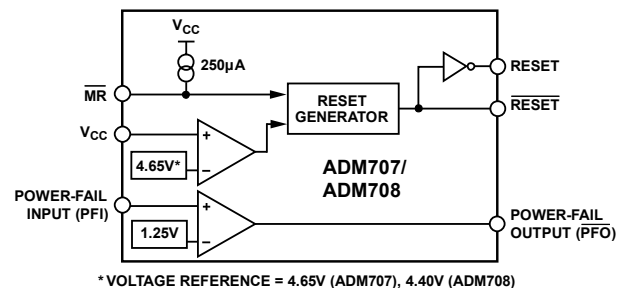 VCC
250µA
MR
RESET
GENERATOR
RESET
RESET
VCC
+
4.65V*
–
ADM707/
ADM708
POWER-FAIL
INPUT (PFI)
+
1.25V
–
POWER-FAIL
OUTPUT (PFO)
* VOLTAGE REFERENCE = 4.65V (ADM707), 4.40V (ADM708)